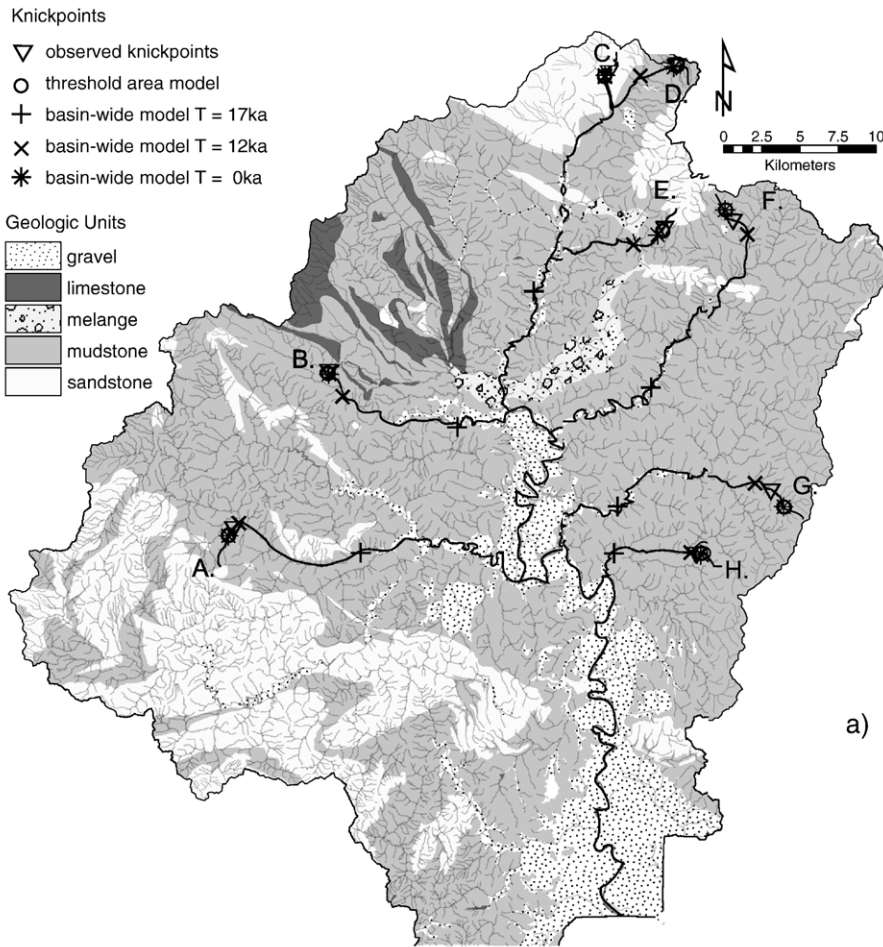 Knickpoints
observed knickpoints
threshold area model
basin-wide model T = 17ka
basin-wide model T = 12ka
basin-wide model T = 0ka
Geologic Units
gravel
limestone
melange
mudstone
sandstone
C.
D.
N
0 2.5 5 7.5 10
Kilometers
E.
F.
B.
G.
A.
H.
a)